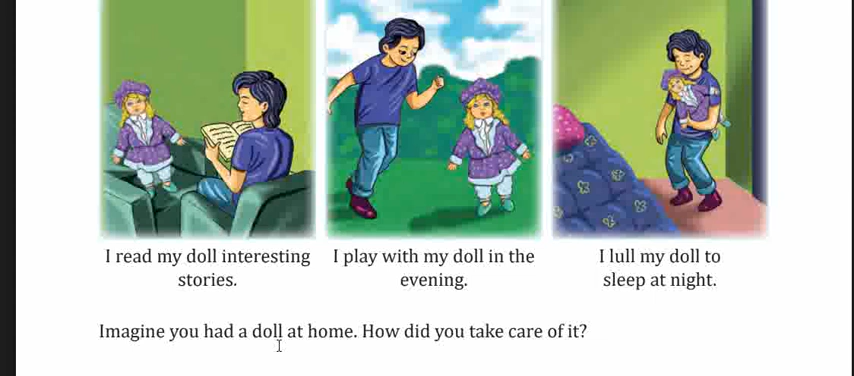 I read my doll interesting
stories.
I play with my doll in the
evening.
I lull my doll to
sleep at night.
Imagine you had a doll at home. How did you take care of it?